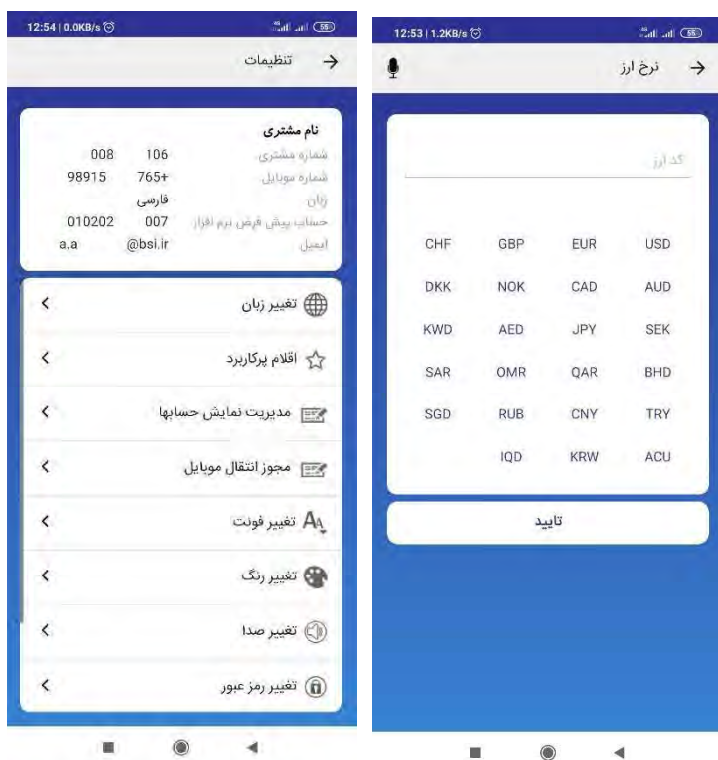 12:54 | 0.0KB/s
55
تنظیمات
نام مشتری
شماره مشتری 106 008
شماره موبایل +765 98915
زبان فارسی
حساب پیش فرض نرم افزار 007 010202
ایمیل a.a @bsi.ir
تغییر زبان
اقلام پرکاربرد
مدیریت نمایش حسابها
مجوز انتقال موبایل
تغییر فونت
تغییر رنگ
تغییر صدا
تغییر رمز عبور
12:53 | 1.2KB/s
55
نرخ ارز
کد ارز
CHF GBP EUR USD
DKK NOK CAD AUD
KWD AED JPY SEK
SAR OMR QAR BHD
SGD RUB CNY TRY
IQD KRW ACU
تایید